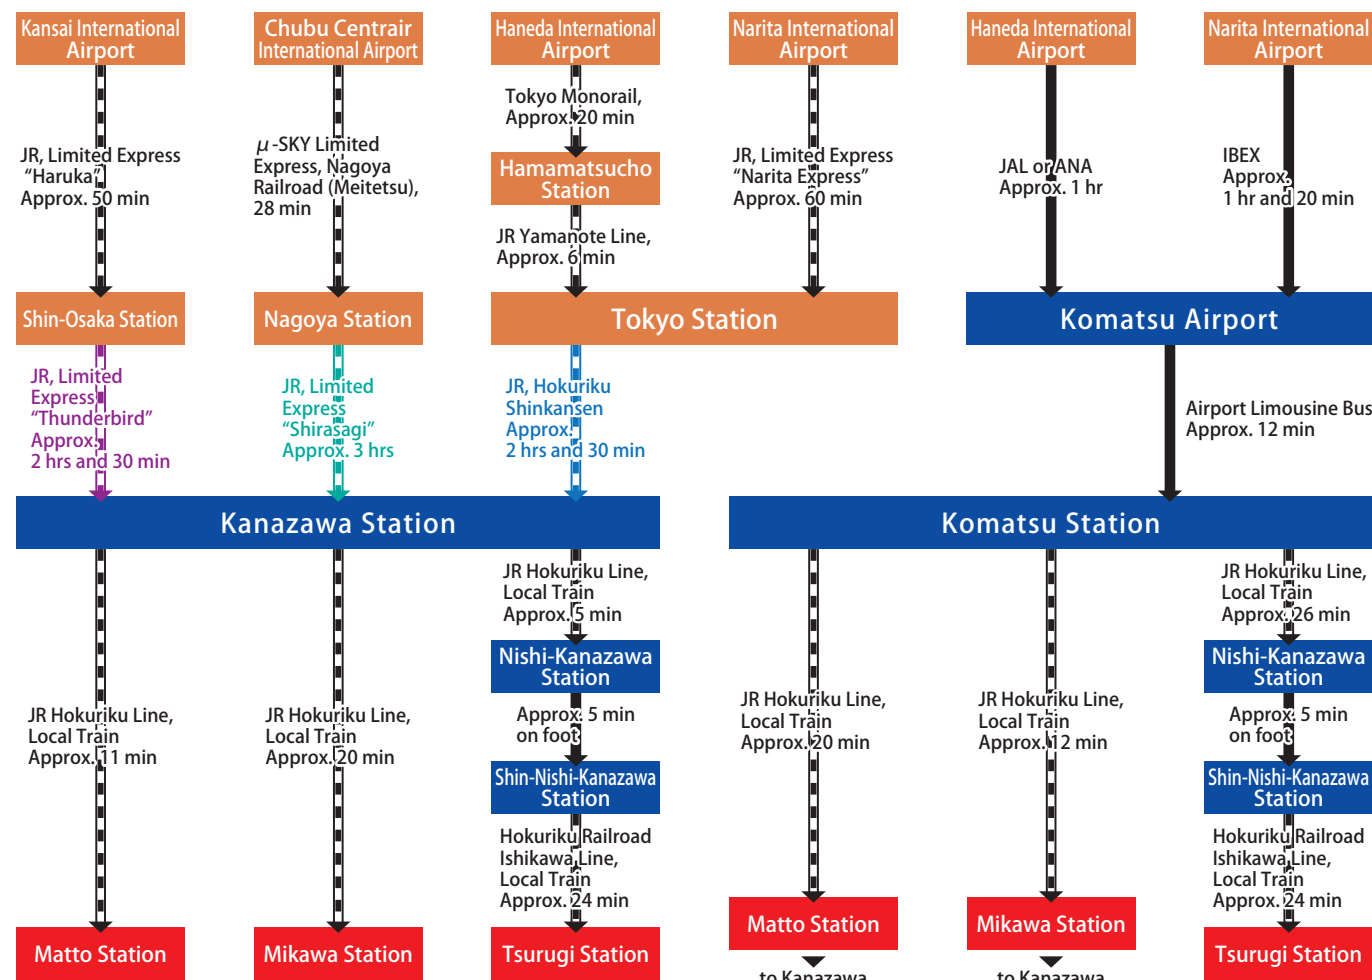 Kansai International
Airport
Chubu Centrair
International Airport
Haneda International
Airport
Narita International
Airport
Haneda International
Airport
Narita International
Airport
JR, Limited Express
“Haruka”
Approx. 50 min
μ-SKY Limited
Express, Nagoya
Railroad (Meitetsu),
28 min
Tokyo Monorail,
Approx. 20 min
Hamamatsucho
Station
JR Yamanote Line,
Approx. 6 min
JR, Limited Express
“Narita Express”
Approx. 60 min
JAL or ANA
Approx. 1 hr
IBEX
Approx.
1 hr and 20 min
Shin-Osaka Station
Nagoya Station
Tokyo Station
Komatsu Airport
JR, Limited
Express
“Thunderbird”
Approx.
2 hrs and 30 min
JR, Limited
Express
“Shirasagi”
Approx. 3 hrs
JR, Hokuriku
Shinkansen
Approx.
2 hrs and 30 min
Airport Limousine Bus
Approx. 12 min
Kanazawa Station
Komatsu Station
JR Hokuriku Line,
Local Train
Approx. 11 min
JR Hokuriku Line,
Local Train
Approx. 20 min
JR Hokuriku Line,
Local Train
Approx. 5 min
Nishi-Kanazawa
Station
Approx. 5 min
on foot
Shin-Nishi-Kanazawa
Station
Hokuriku Railroad
Ishikawa Line,
Local Train
Approx. 24 min
JR Hokuriku Line,
Local Train
Approx. 20 min
JR Hokuriku Line,
Local Train
Approx. 12 min
JR Hokuriku Line,
Local Train
Approx. 26 min
Nishi-Kanazawa
Station
Approx. 5 min
on foot
Shin-Nishi-Kanazawa
Station
Hokuriku Railroad
Ishikawa Line,
Local Train
Approx. 24 min
Matto Station
Mikawa Station
Tsurugi Station
Matto Station
to Kanazawa
Mikawa Station
to Kanazawa
Tsurugi Station